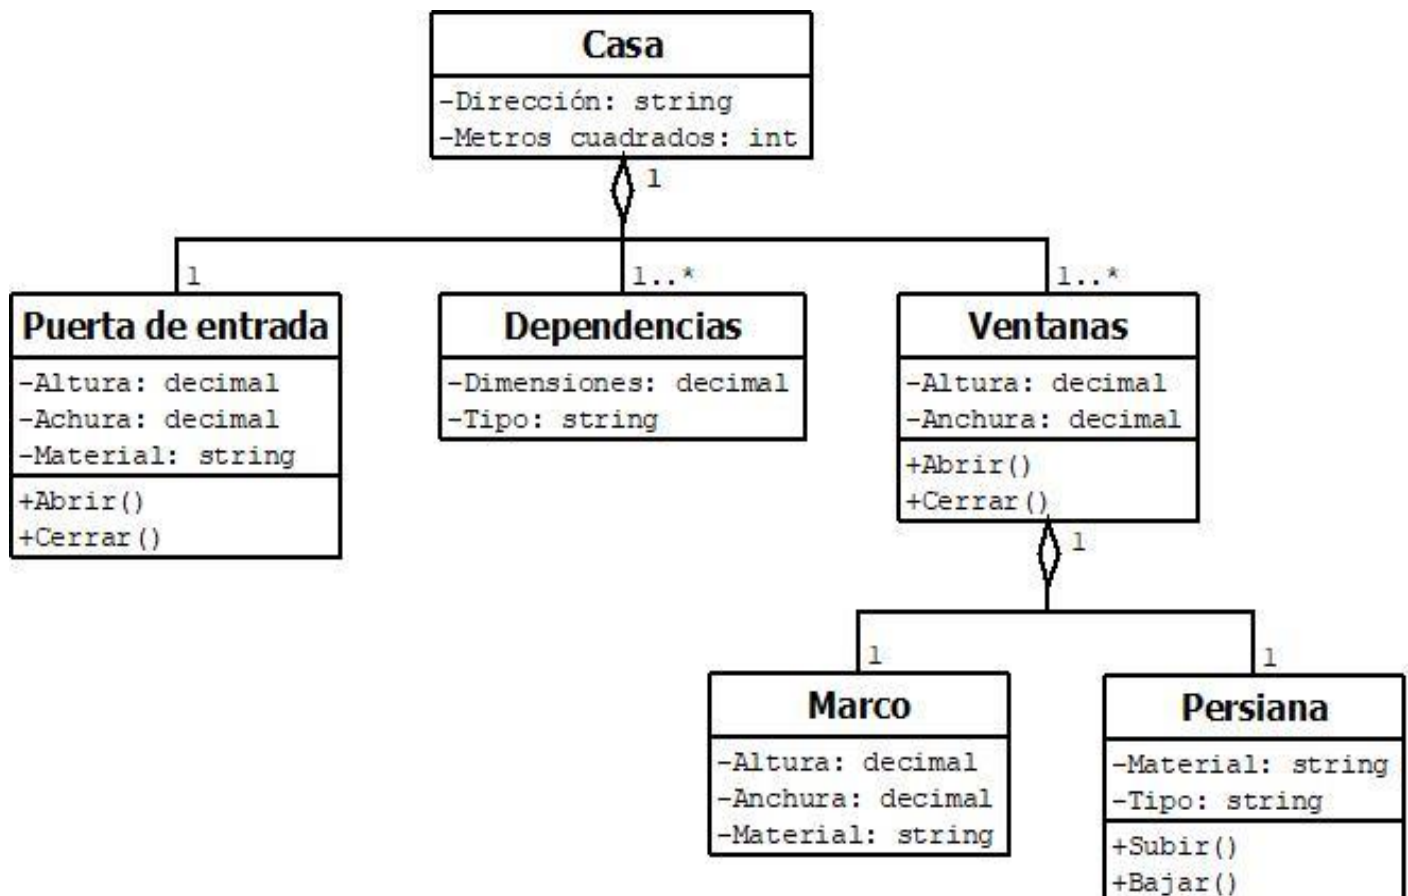 Casa
-Dirección: string
-Metros cuadrados: int
1
1
1..*
1..*
Puerta de entrada
-Altura: decimal
-Achura: decimal
-Material: string
+Abrir()
+Cerrar()
Dependencias
-Dimensiones: decimal
-Tipo: string
Ventanas
-Altura: decimal
-Anchura: decimal
+Abrir()
+Cerrar()
1
1
1
Marco
-Altura: decimal
-Anchura: decimal
-Material: string
Persiana
-Material: string
-Tipo: string
+Subir()
+Bajar()